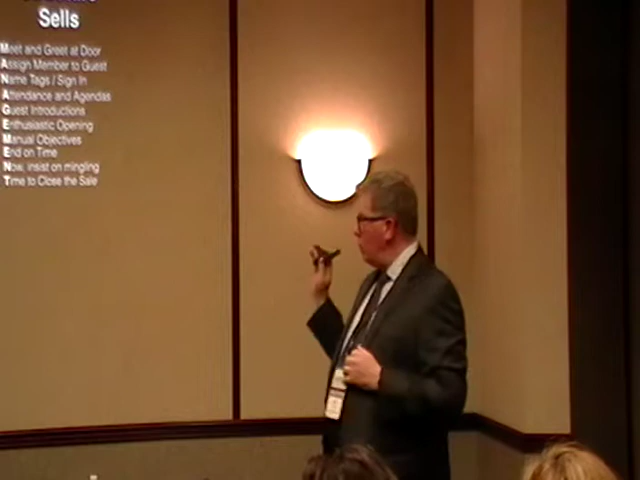 Sells
Meet and Greet at Door
Assign Member to Guest
Name Tags / Sign In
Attendance and Agendas
Guest Introductions
Enthusiastic Opening
Manual Objectives
End on Time
Now, insist on mingling
Time to Close the Sale